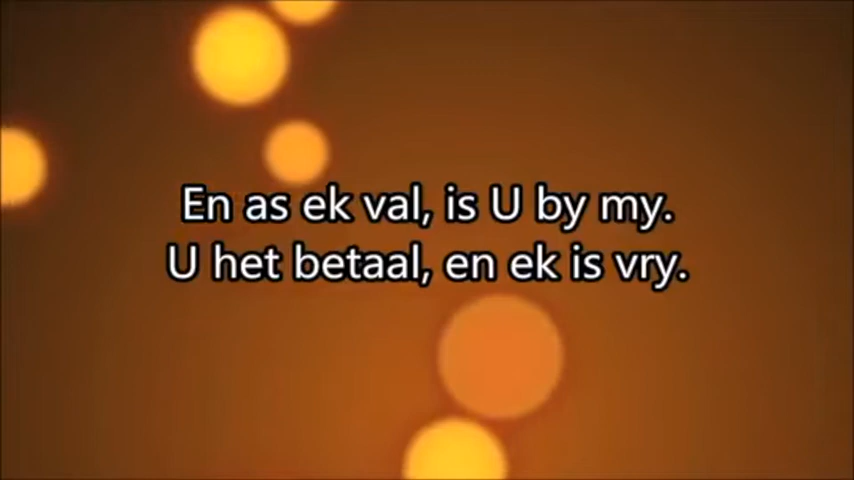 En as ek val, is U by my.
U het betaal, en ek is vry.